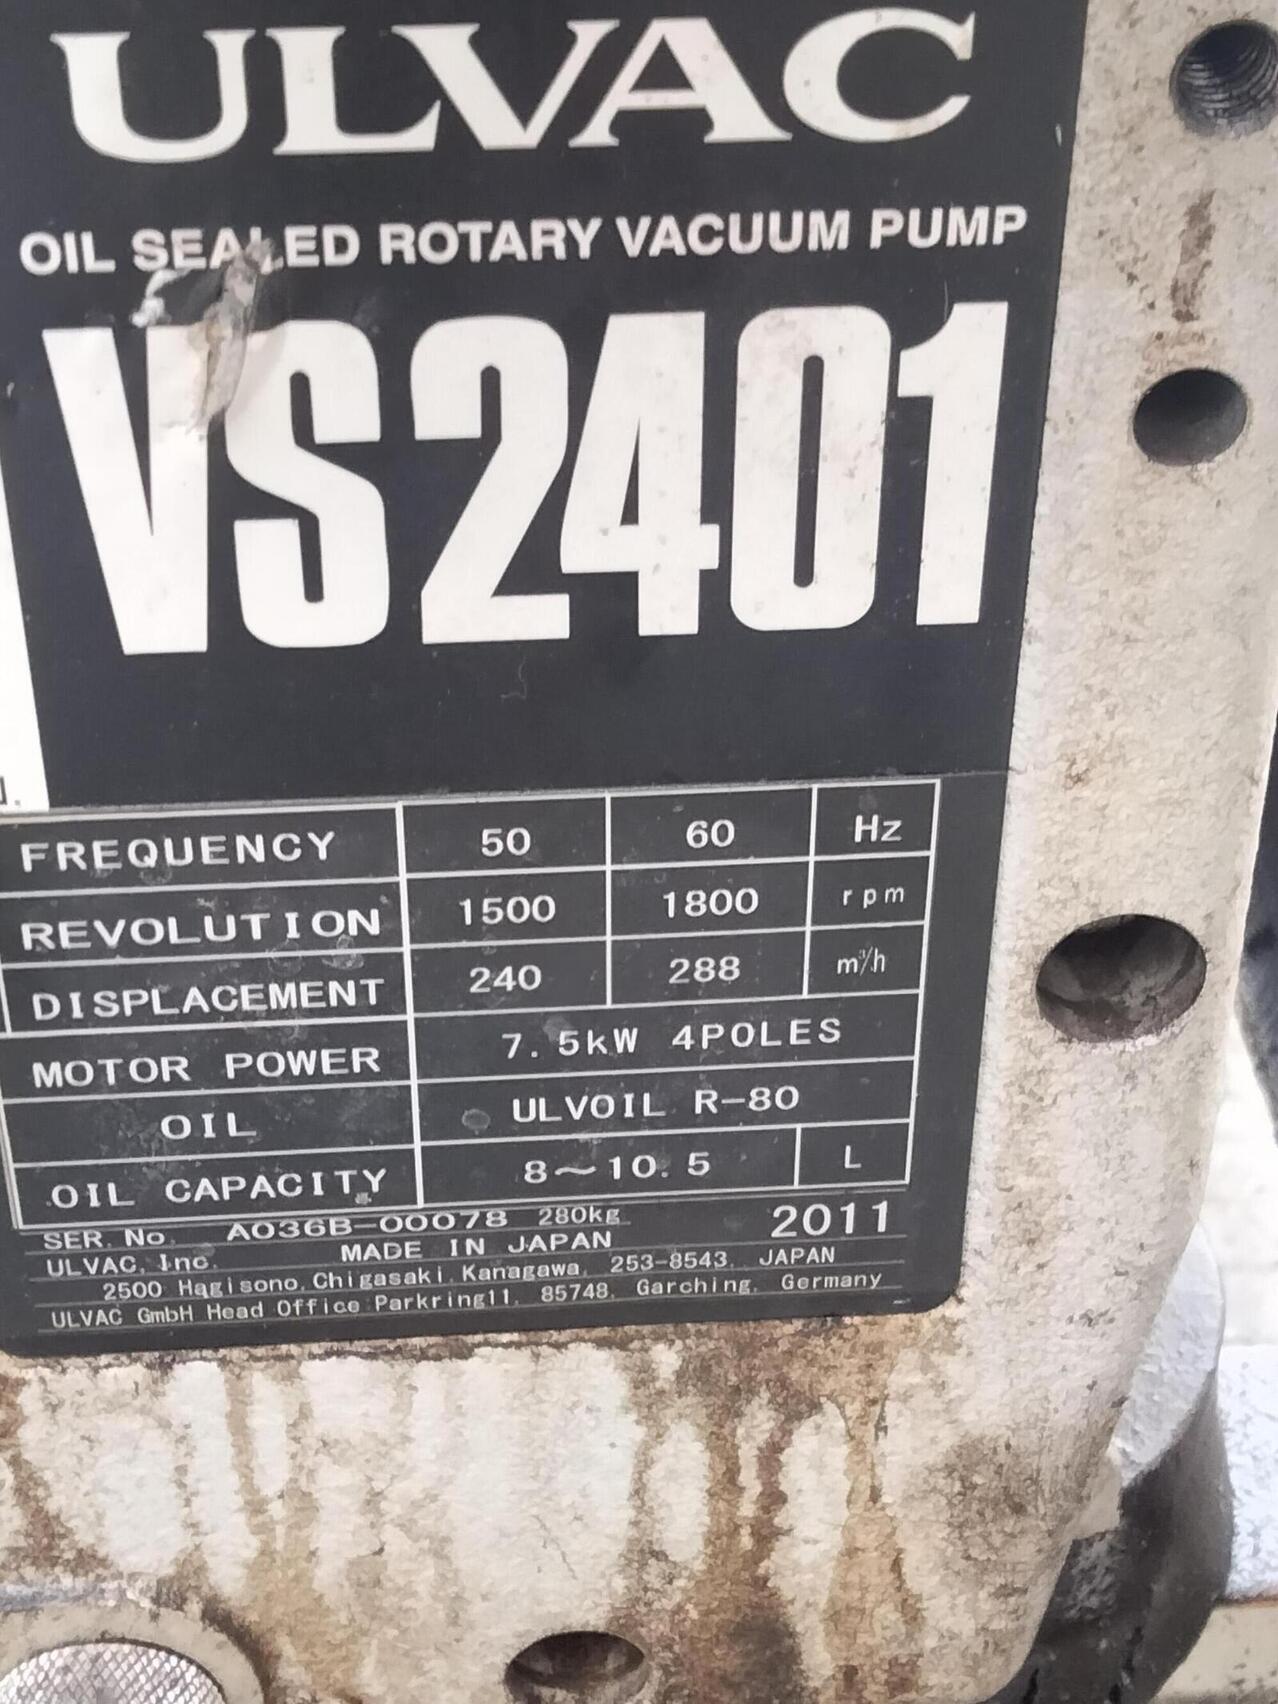 ULVAC
OIL SEALED ROTARY VACUUM PUMP
VS2401
FREQUENCY 50 60 Hz
REVOLUTION 1500 1800 rpm
DISPLACEMENT 240 288 m³/h
MOTOR POWER 7.5kW 4POLES
OIL ULVOIL R-80
OIL CAPACITY 8～10.5 L
SER. No. A036B-00078 280kg 2011
ULVAC, Inc. MADE IN JAPAN
2500 Hagisono, Chigasaki, Kanagawa, 253-8543, JAPAN
ULVAC GmbH Head Office Parkring11, 85748, Garching, Germany